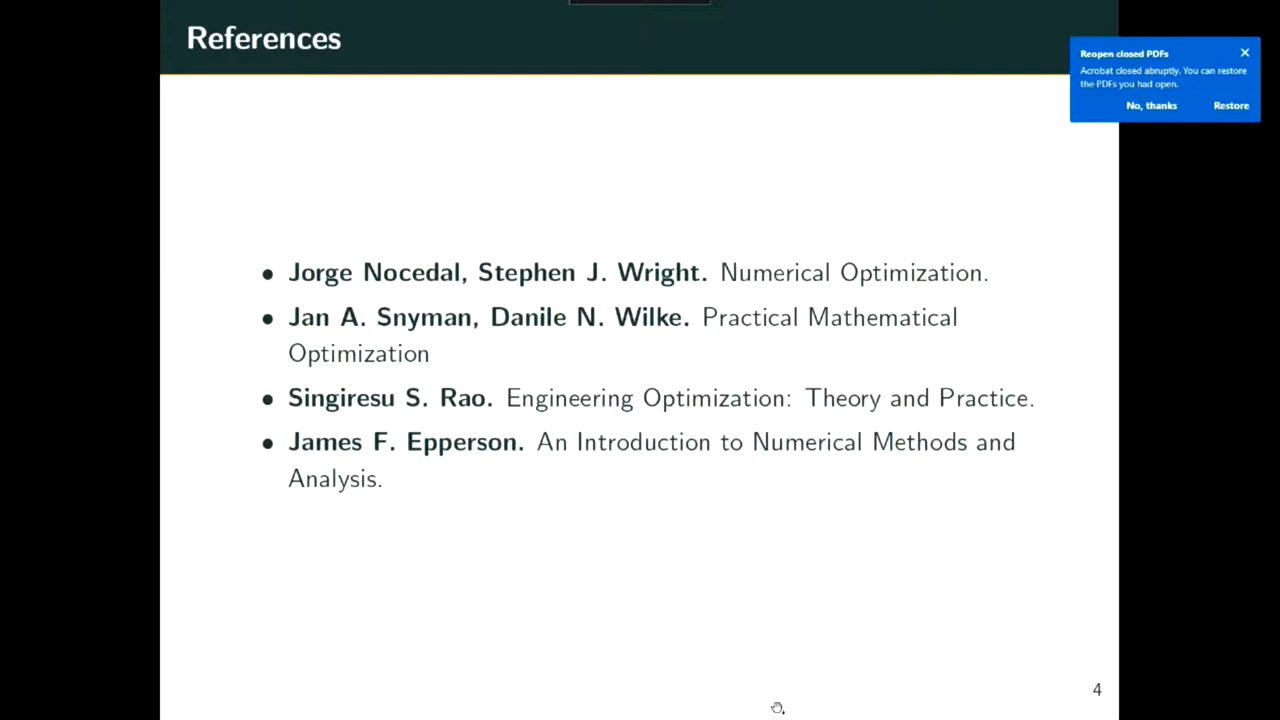 References
Reopen closed PDFs
Acrobat closed abruptly. You can restore
the PDFs you had open.
No, thanks Restore
• Jorge Nocedal, Stephen J. Wright. Numerical Optimization.
• Jan A. Snyman, Danile N. Wilke. Practical Mathematical
Optimization
• Singiresu S. Rao. Engineering Optimization: Theory and Practice.
• James F. Epperson. An Introduction to Numerical Methods and
Analysis.
4